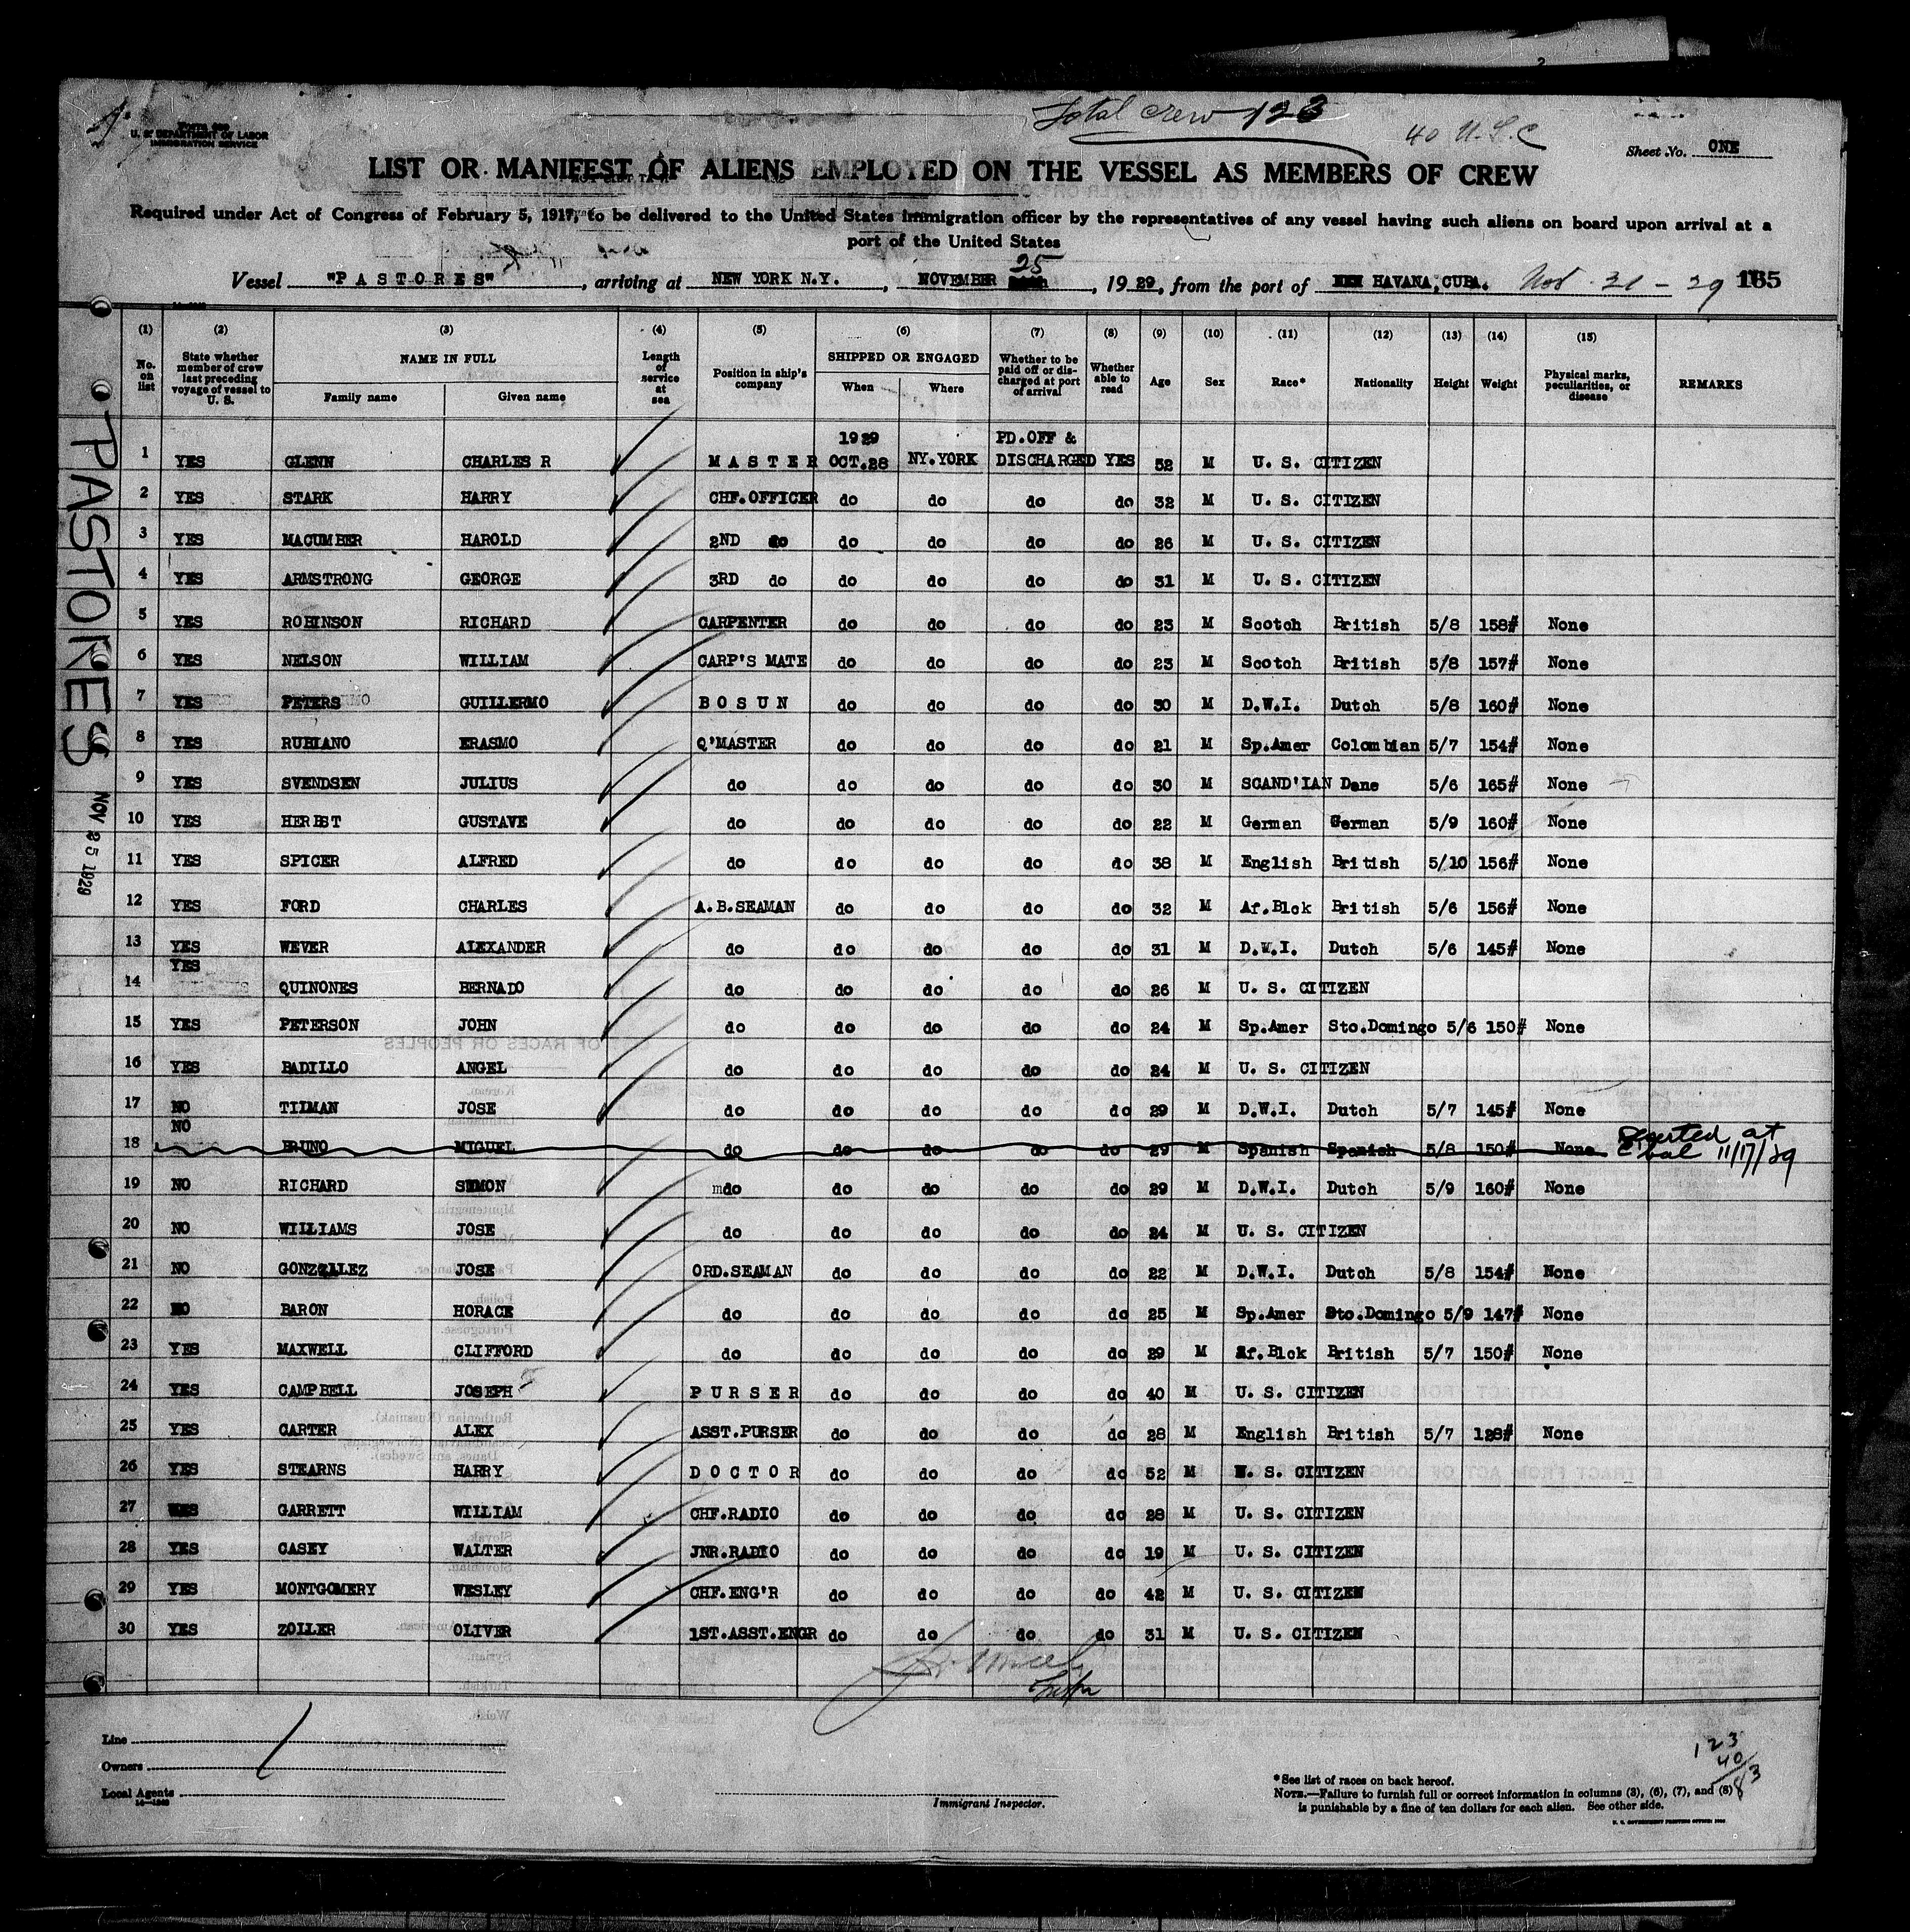 Total crew 123
40 U.S.C
U. S. DEPARTMENT OF LABOR
IMMIGRATION SERVICE
Sheet No. ONE
LIST OR MANIFEST OF ALIENS EMPLOYED ON THE VESSEL AS MEMBERS OF CREW
Required under Act of Congress of February 5, 1917, to be delivered to the United States immigration officer by the representatives of any vessel having such aliens on board upon arrival at a
port of the United States
Vessel "PASTORES", arriving at NEW YORK N.Y., NOVEMBER 25, 1929, from the port of HAVANA, CUBA. Nov 21 - 29 165
(1) (2) (3) (4) (5) (6) (7) (8) (9) (10) (11) (12) (13) (14) (15)
No. on list State whether member of crew last preceding voyage of vessel to U. S. NAME IN FULL Family name Given name Length of service at sea Position in ship's company SHIPPED OR ENGAGED When Where Whether to be paid off or discharged at port of arrival Whether able to read Age Sex Race* Nationality Height Weight Physical marks, peculiarities, or disease REMARKS
1929 PD.OFF &
1 YES GLENN CHARLES R MASTER OCT.28 NY.YORK DISCHARGED YES 52 M U. S. CITIZEN
2 YES STARK HARRY CHF.OFFICER do do do do 32 M U. S. CITIZEN
3 YES MACUMBER HAROLD 2ND do do do do do 26 M U. S. CITIZEN
4 YES ARMSTRONG GEORGE 3RD do do do do do 31 M U. S. CITIZEN
5 YES ROBINSON RICHARD CARPENTER do do do do 23 M Scotch British 5/8 158# None
6 YES NELSON WILLIAM CARP'S MATE do do do do 23 M Scotch British 5/8 157# None
7 YES PETERS GUILLERMO BOSUN do do do do 30 M D.W.I. Dutch 5/8 160# None
8 YES RUBIANO ERASMO Q'MASTER do do do do 21 M Sp.Amer Colombian 5/7 154# None
9 YES SVENDSEN JULIUS do do do do do 30 M SCAND'IAN Dane 5/6 165# None
10 YES HERBST GUSTAVE do do do do do 22 M German German 5/9 160# None
11 YES SPICER ALFRED do do do do do 38 M English British 5/10 156# None
12 YES FORD CHARLES A.B.SEAMAN do do do do 32 M Af.Blck British 5/6 156# None
13 YES WEVER ALEXANDER do do do do do 31 M D.W.I. Dutch 5/6 145# None
YES
14 QUINONES BERNADO do do do do do 26 M U. S. CITIZEN
15 YES PETERSON JOHN do do do do do 24 M Sp.Amer Sto.Domingo 5/6 150# None
16 YES BADILLO ANGEL do do do do do 24 M U. S. CITIZEN
17 NO TILMAN JOSE do do do do do 29 M D.W.I. Dutch 5/7 145# None
NO
18 BRUNO MIGUEL do do do do do 29 M Spanish Spanish 5/8 150# None Deserted at C'bal 11/17/29
19 NO RICHARD SIMON do do do do do 29 M D.W.I. Dutch 5/9 160# None
20 NO WILLIAMS JOSE do do do do do 24 M U. S. CITIZEN
21 NO GONZALEZ JOSE ORD.SEAMAN do do do do 22 M D.W.I. Dutch 5/8 154# None
22 NO BARON HORACE do do do do do 25 M Sp.Amer Sto.Domingo 5/9 147# None
23 YES MAXWELL CLIFFORD do do do do do 29 M Af.Blck British 5/7 150# None
24 YES CAMPBELL JOSEPH PURSER do do do do 40 M U. S. CITIZEN
25 YES CARTER ALEX ASST.PURSER do do do do 28 M English British 5/7 128# None
26 YES STEARNS HARRY DOCTOR do do do do 52 M U. S. CITIZEN
27 YES GARRETT WILLIAM CHF.RADIO do do do do 28 M U. S. CITIZEN
28 YES CASEY WALTER JNR.RADIO do do do do 19 M U. S. CITIZEN
29 YES MONTGOMERY WESLEY CHF.ENG'R do do do do 42 M U. S. CITIZEN
30 YES ZOLLER OLIVER 1ST.ASST.ENGR do do do do 31 M U. S. CITIZEN
PASTORES
NOV 25 1929
Line
Owners
Local Agents
Immigrant Inspector.
123
40
83
*See list of races on back hereof.
NOTE.—Failure to furnish full or correct information in columns (3), (6), (7), and (8)
is punishable by a fine of ten dollars for each alien. See other side.